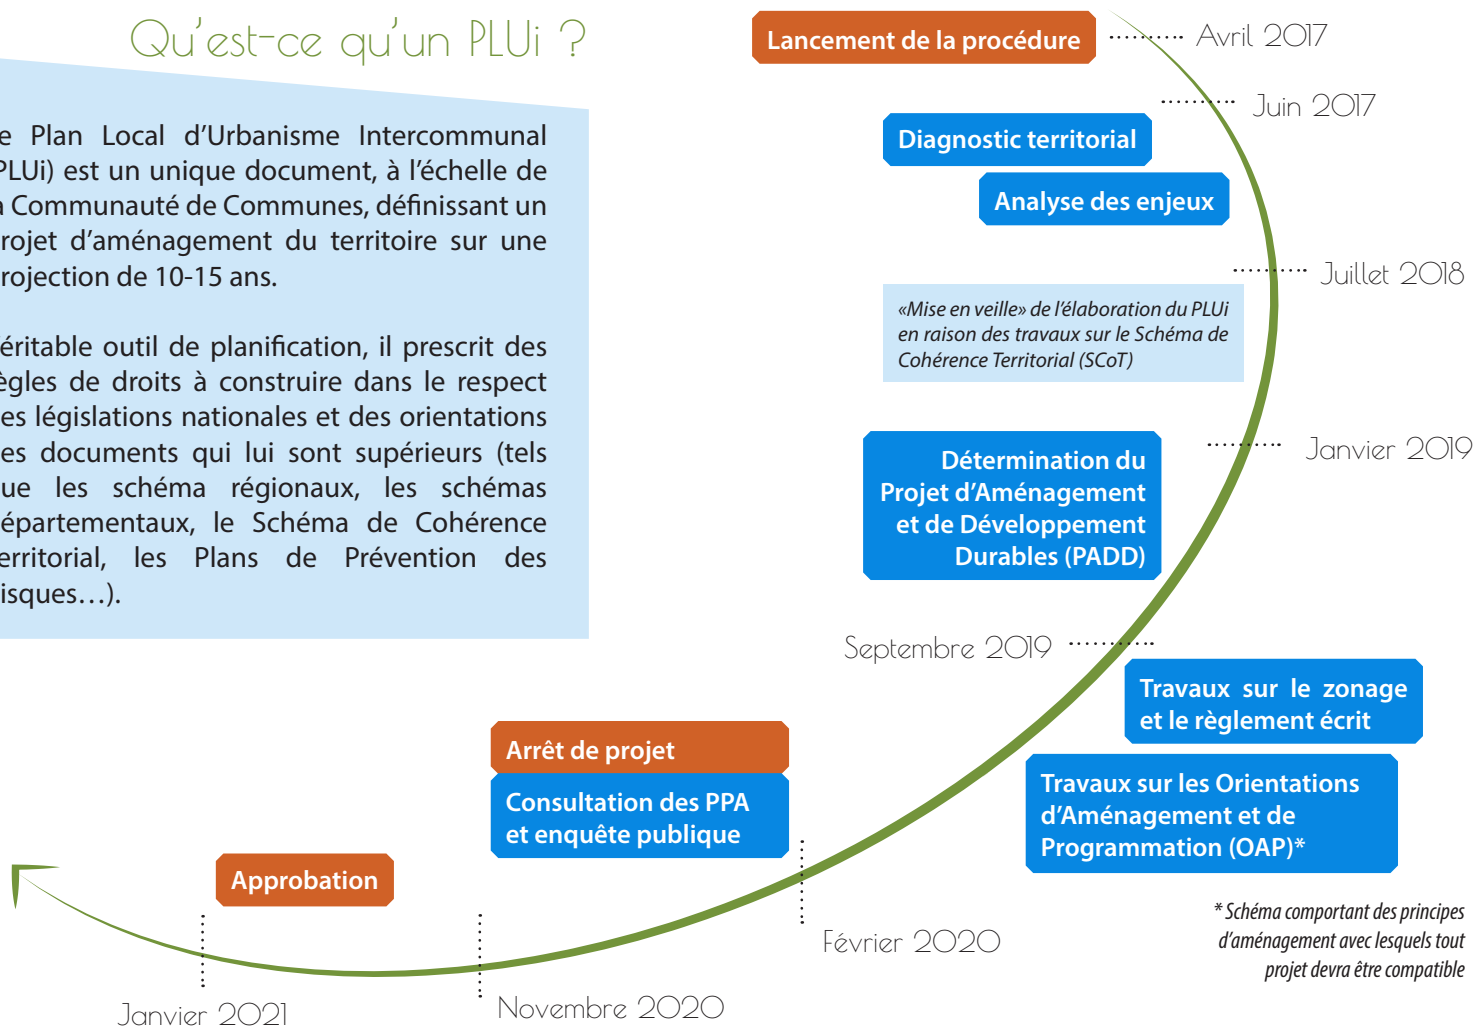 Qu'est-ce qu'un PLUi ?
e Plan Local d'Urbanisme Intercommunal
PLUi) est un unique document, à l'échelle de
a Communauté de Communes, définissant un
rojet d'aménagement du territoire sur une
rojection de 10-15 ans.
éritable outil de planification, il prescrit des
ègles de droits à construire dans le respect
es législations nationales et des orientations
es documents qui lui sont supérieurs (tels
ue les schéma régionaux, les schémas
épartementaux, le Schéma de Cohérence
erritorial, les Plans de Prévention des
isques…).
Lancement de la procédure
Avril 2017
Juin 2017
Diagnostic territorial
Analyse des enjeux
Juillet 2018
«Mise en veille» de l'élaboration du PLUi
en raison des travaux sur le Schéma de
Cohérence Territorial (SCoT)
Janvier 2019
Détermination du
Projet d'Aménagement
et de Développement
Durables (PADD)
Septembre 2019
Travaux sur le zonage
et le règlement écrit
Travaux sur les Orientations
d'Aménagement et de
Programmation (OAP)*
* Schéma comportant des principes
d'aménagement avec lesquels tout
projet devra être compatible
Février 2020
Arrêt de projet
Consultation des PPA
et enquête publique
Novembre 2020
Approbation
Janvier 2021